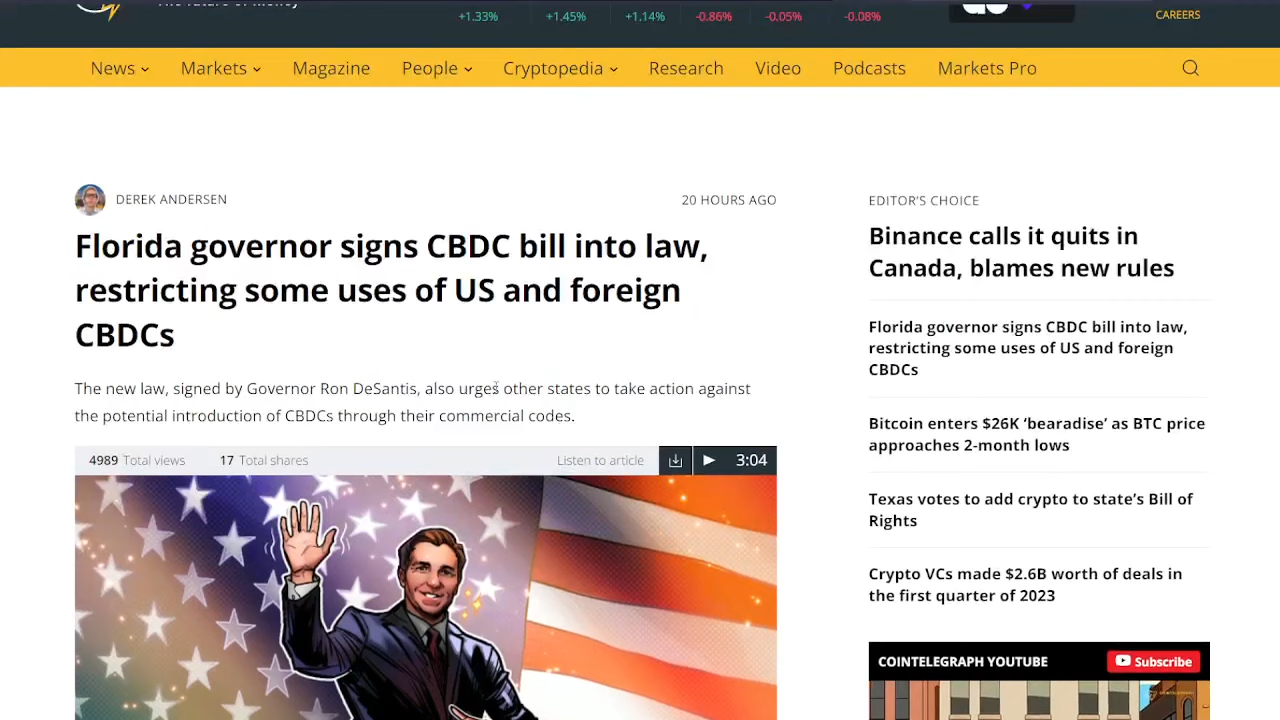 The Future of Money
+1.33% +1.45% +1.14% -0.86% -0.05% -0.08%
CAREERS
News Markets Magazine People Cryptopedia Research Video Podcasts Markets Pro
DEREK ANDERSEN
20 HOURS AGO
Florida governor signs CBDC bill into law,
restricting some uses of US and foreign
CBDCs
The new law, signed by Governor Ron DeSantis, also urges other states to take action against
the potential introduction of CBDCs through their commercial codes.
4989 Total views 17 Total shares Listen to article 3:04
EDITOR'S CHOICE
Binance calls it quits in
Canada, blames new rules
Florida governor signs CBDC bill into law,
restricting some uses of US and foreign
CBDCs
Bitcoin enters $26K ‘bearadise’ as BTC price
approaches 2-month lows
Texas votes to add crypto to state’s Bill of
Rights
Crypto VCs made $2.6B worth of deals in
the first quarter of 2023
COINTELEGRAPH YOUTUBE
Subscribe